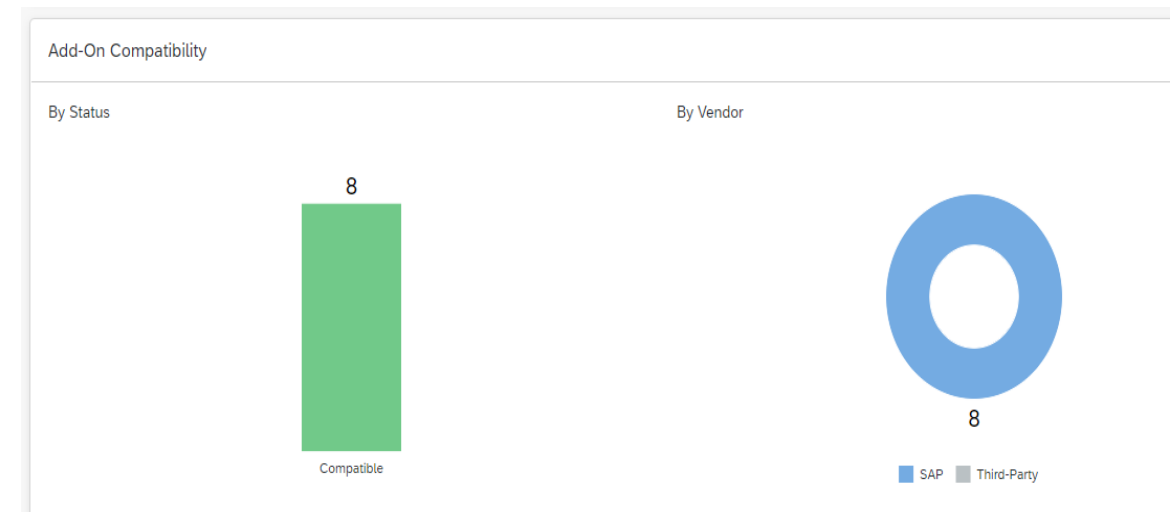 Add-On Compatibility
By Status
8
Compatible
By Vendor
8
SAP Third-Party